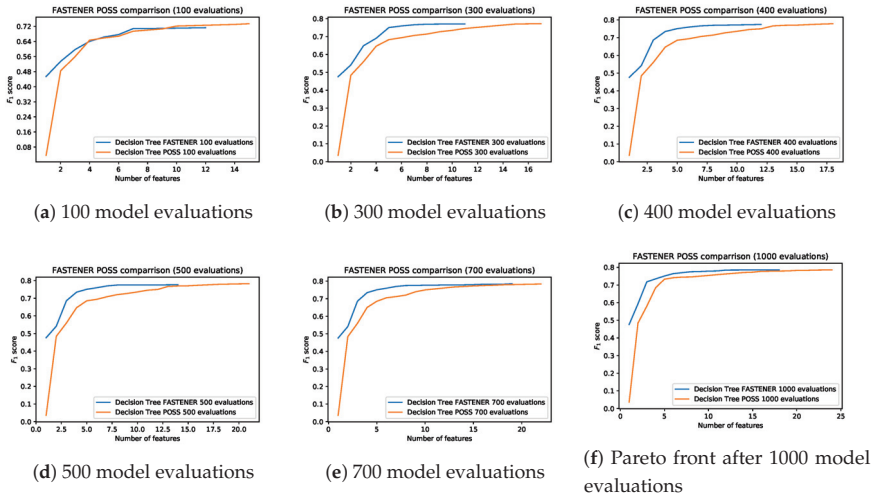 FASTENER POSS comparrison (100 evaluations)
0.72
0.64
0.56
0.48
0.40
0.32
0.24
0.16
0.08
F1 score
Decision Tree FASTENER 100 evaluations
Decision Tree POSS 100 evaluations
2 4 6 8 10 12 14
Number of features
(a) 100 model evaluations
FASTENER POSS comparrison (300 evaluations)
0.8
0.7
0.6
0.5
0.4
0.3
0.2
0.1
0.0
F1 score
Decision Tree FASTENER 300 evaluations
Decision Tree POSS 300 evaluations
2 4 6 8 10 12 14 16
Number of features
(b) 300 model evaluations
FASTENER POSS comparrison (400 evaluations)
0.8
0.7
0.6
0.5
0.4
0.3
0.2
0.1
0.0
F1 score
Decision Tree FASTENER 400 evaluations
Decision Tree POSS 400 evaluations
2.5 5.0 7.5 10.0 12.5 15.0 17.5
Number of features
(c) 400 model evaluations
FASTENER POSS comparrison (500 evaluations)
0.8
0.7
0.6
0.5
0.4
0.3
0.2
0.1
0.0
F1 score
Decision Tree FASTENER 500 evaluations
Decision Tree POSS 500 evaluations
0.0 2.5 5.0 7.5 10.0 12.5 15.0 17.5 20.0
Number of features
(d) 500 model evaluations
FASTENER POSS comparrison (700 evaluations)
0.8
0.7
0.6
0.5
0.4
0.3
0.2
0.1
0.0
F1 score
Decision Tree FASTENER 700 evaluations
Decision Tree POSS 700 evaluations
0 5 10 15 20
Number of features
(e) 700 model evaluations
FASTENER POSS comparrison (1000 evaluations)
0.8
0.7
0.6
0.5
0.4
0.3
0.2
0.1
0.0
F1 score
Decision Tree FASTENER 1000 evaluations
Decision Tree POSS 1000 evaluations
0 5 10 15 20 25
Number of features
(f) Pareto front after 1000 model
evaluations